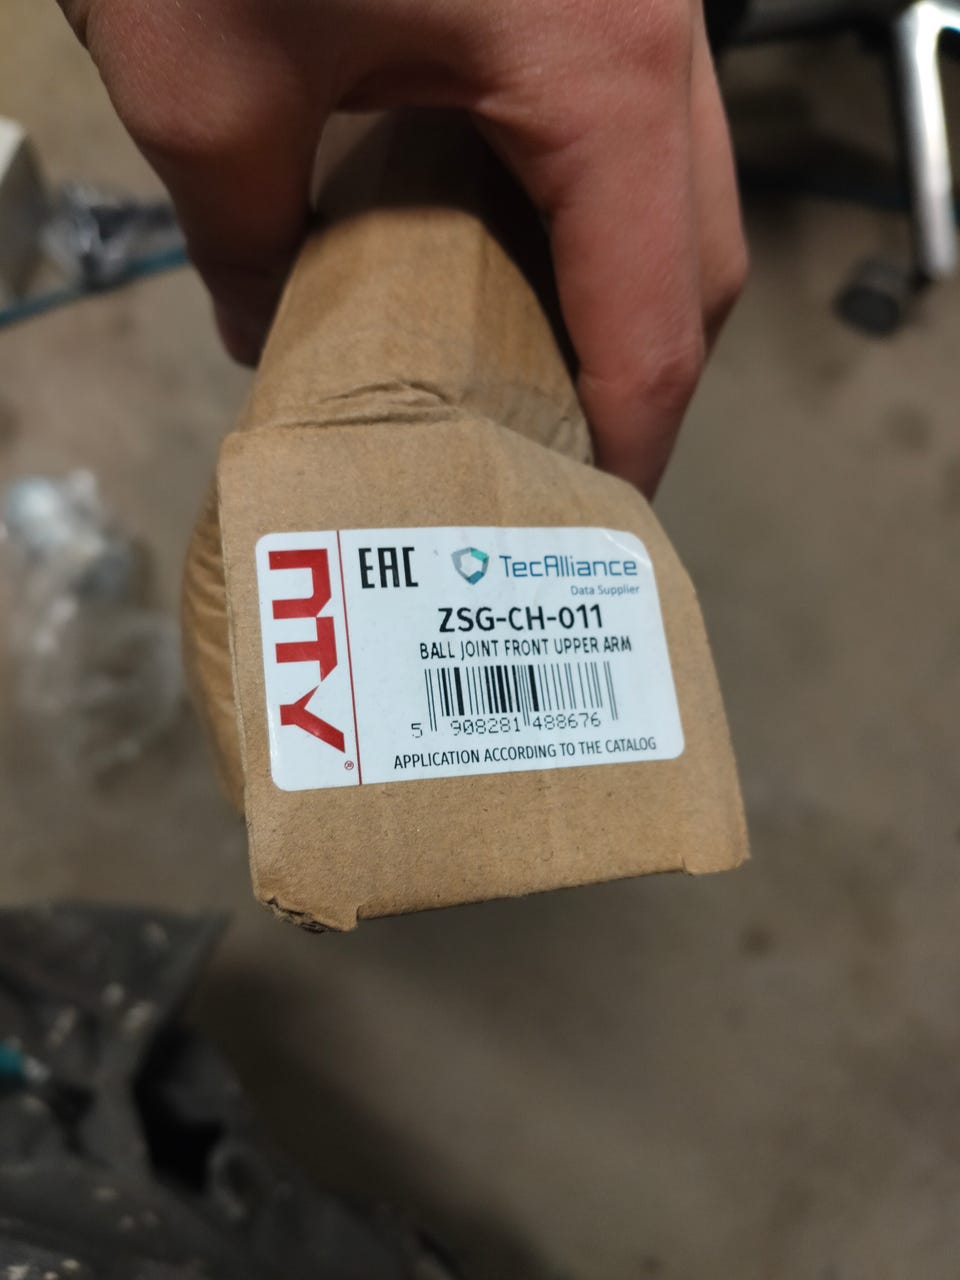 NTY®
EAC
TecAlliance
Data Supplier
ZSG-CH-011
BALL JOINT FRONT UPPER ARM
5 908281 488676
APPLICATION ACCORDING TO THE CATALOG